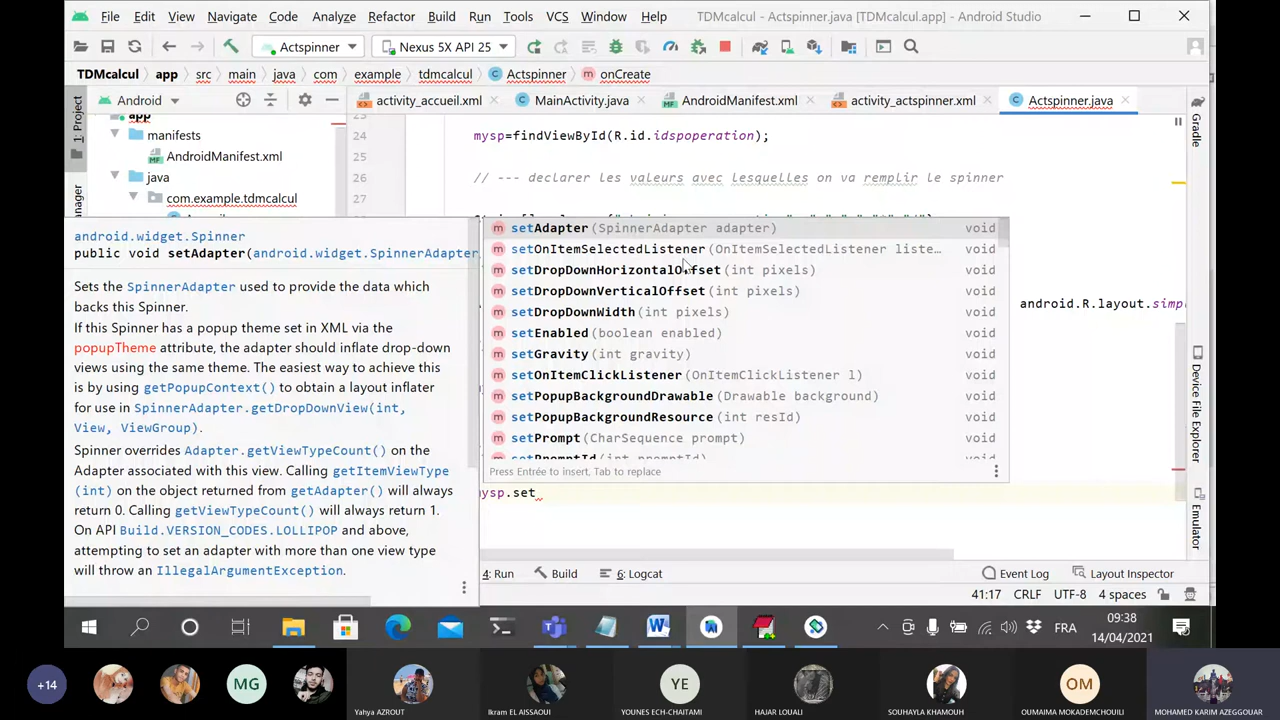 File Edit View Navigate Code Analyze Refactor Build Run Tools VCS Window Help TDMcalcul - Actspinner.java [TDMcalcul.app] - Android Studio
Actspinner Nexus 5X API 25
TDMcalcul app src main java com example tdmcalcul Actspinner onCreate
Android activity_accueil.xml MainActivity.java AndroidManifest.xml activity_actspinner.xml Actspinner.java
1: Project
Gradle
app
manifests
AndroidManifest.xml
java
com.example.tdmcalcul
24 mysp=findViewById(R.id.idspoperation);
25
26 // --- declarer les valeurs avec lesquelles on va remplir le spinner
27
android.widget.Spinner
public void setAdapter(android.widget.SpinnerAdapter
Sets the SpinnerAdapter used to provide the data which
backs this Spinner.
If this Spinner has a popup theme set in XML via the
popupTheme attribute, the adapter should inflate drop-down
views using the same theme. The easiest way to achieve this
is by using getPopupContext() to obtain a layout inflater
for use in SpinnerAdapter.getDropDownView(int,
View, ViewGroup).
Spinner overrides Adapter.getViewTypeCount() on the
Adapter associated with this view. Calling getItemViewType
(int) on the object returned from getAdapter() will always
return 0. Calling getViewTypeCount() will always return 1.
On API Build.VERSION_CODES.LOLLIPOP and above,
attempting to set an adapter with more than one view type
will throw an IllegalArgumentException.
m setAdapter(SpinnerAdapter adapter) void
m setOnItemSelectedListener(OnItemSelectedListener liste… void
m setDropDownHorizontalOffset(int pixels) void
m setDropDownVerticalOffset(int pixels) void
m setDropDownWidth(int pixels) void
m setEnabled(boolean enabled) void
m setGravity(int gravity) void
m setOnItemClickListener(OnItemClickListener l) void
m setPopupBackgroundDrawable(Drawable background) void
m setPopupBackgroundResource(int resId) void
m setPrompt(CharSequence prompt) void
m setPromptId(int promptId) void
Press Entrée to insert, Tab to replace
android.R.layout.simp
mysp.set
Device File Explorer
Emulator
4: Run Build 6: Logcat Event Log Layout Inspector
41:17 CRLF UTF-8 4 spaces
FRA
09:38
14/04/2021
+14
MG
YE
OM
Yahya AZROUT
Ikram EL AISSAOUI
YOUNES ECH-CHAITAMI
HAJAR LOUALI
SOUHAYLA KHAMOUH
OUMAIMA MOKADEMCHOUILI
MOHAMED KARIM AZEGGOUAR